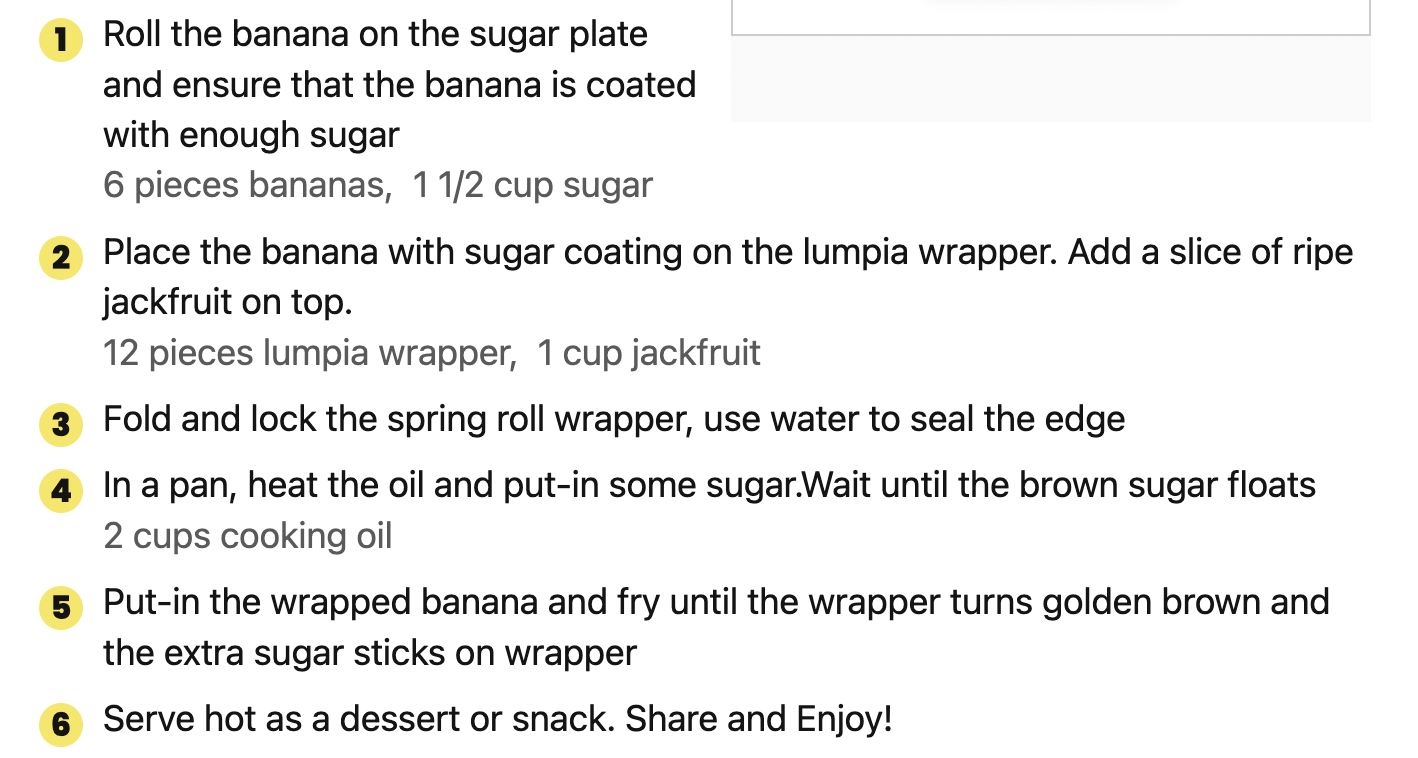 1 Roll the banana on the sugar plate
and ensure that the banana is coated
with enough sugar
6 pieces bananas, 1 1/2 cup sugar
2 Place the banana with sugar coating on the lumpia wrapper. Add a slice of ripe
jackfruit on top.
12 pieces lumpia wrapper, 1 cup jackfruit
3 Fold and lock the spring roll wrapper, use water to seal the edge
4 In a pan, heat the oil and put-in some sugar.Wait until the brown sugar floats
2 cups cooking oil
5 Put-in the wrapped banana and fry until the wrapper turns golden brown and
the extra sugar sticks on wrapper
6 Serve hot as a dessert or snack. Share and Enjoy!